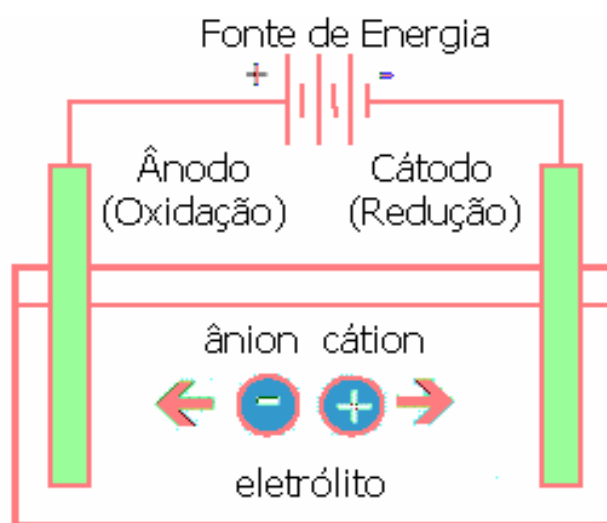 Fonte de Energia
+ -
Ânodo Cátodo
(Oxidação) (Redução)
ânion cátion
- +
eletrólito